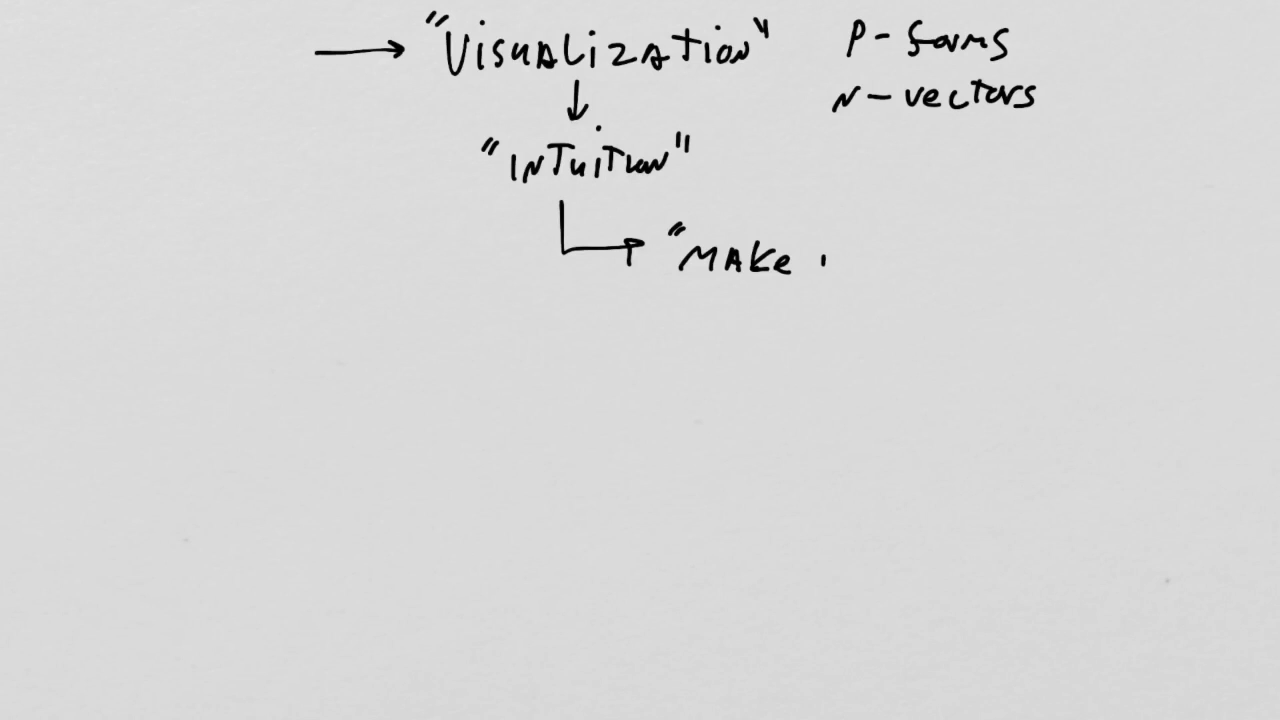 → "Visualization" P-forms
N-vectors
↓
"Intuition"
"Make